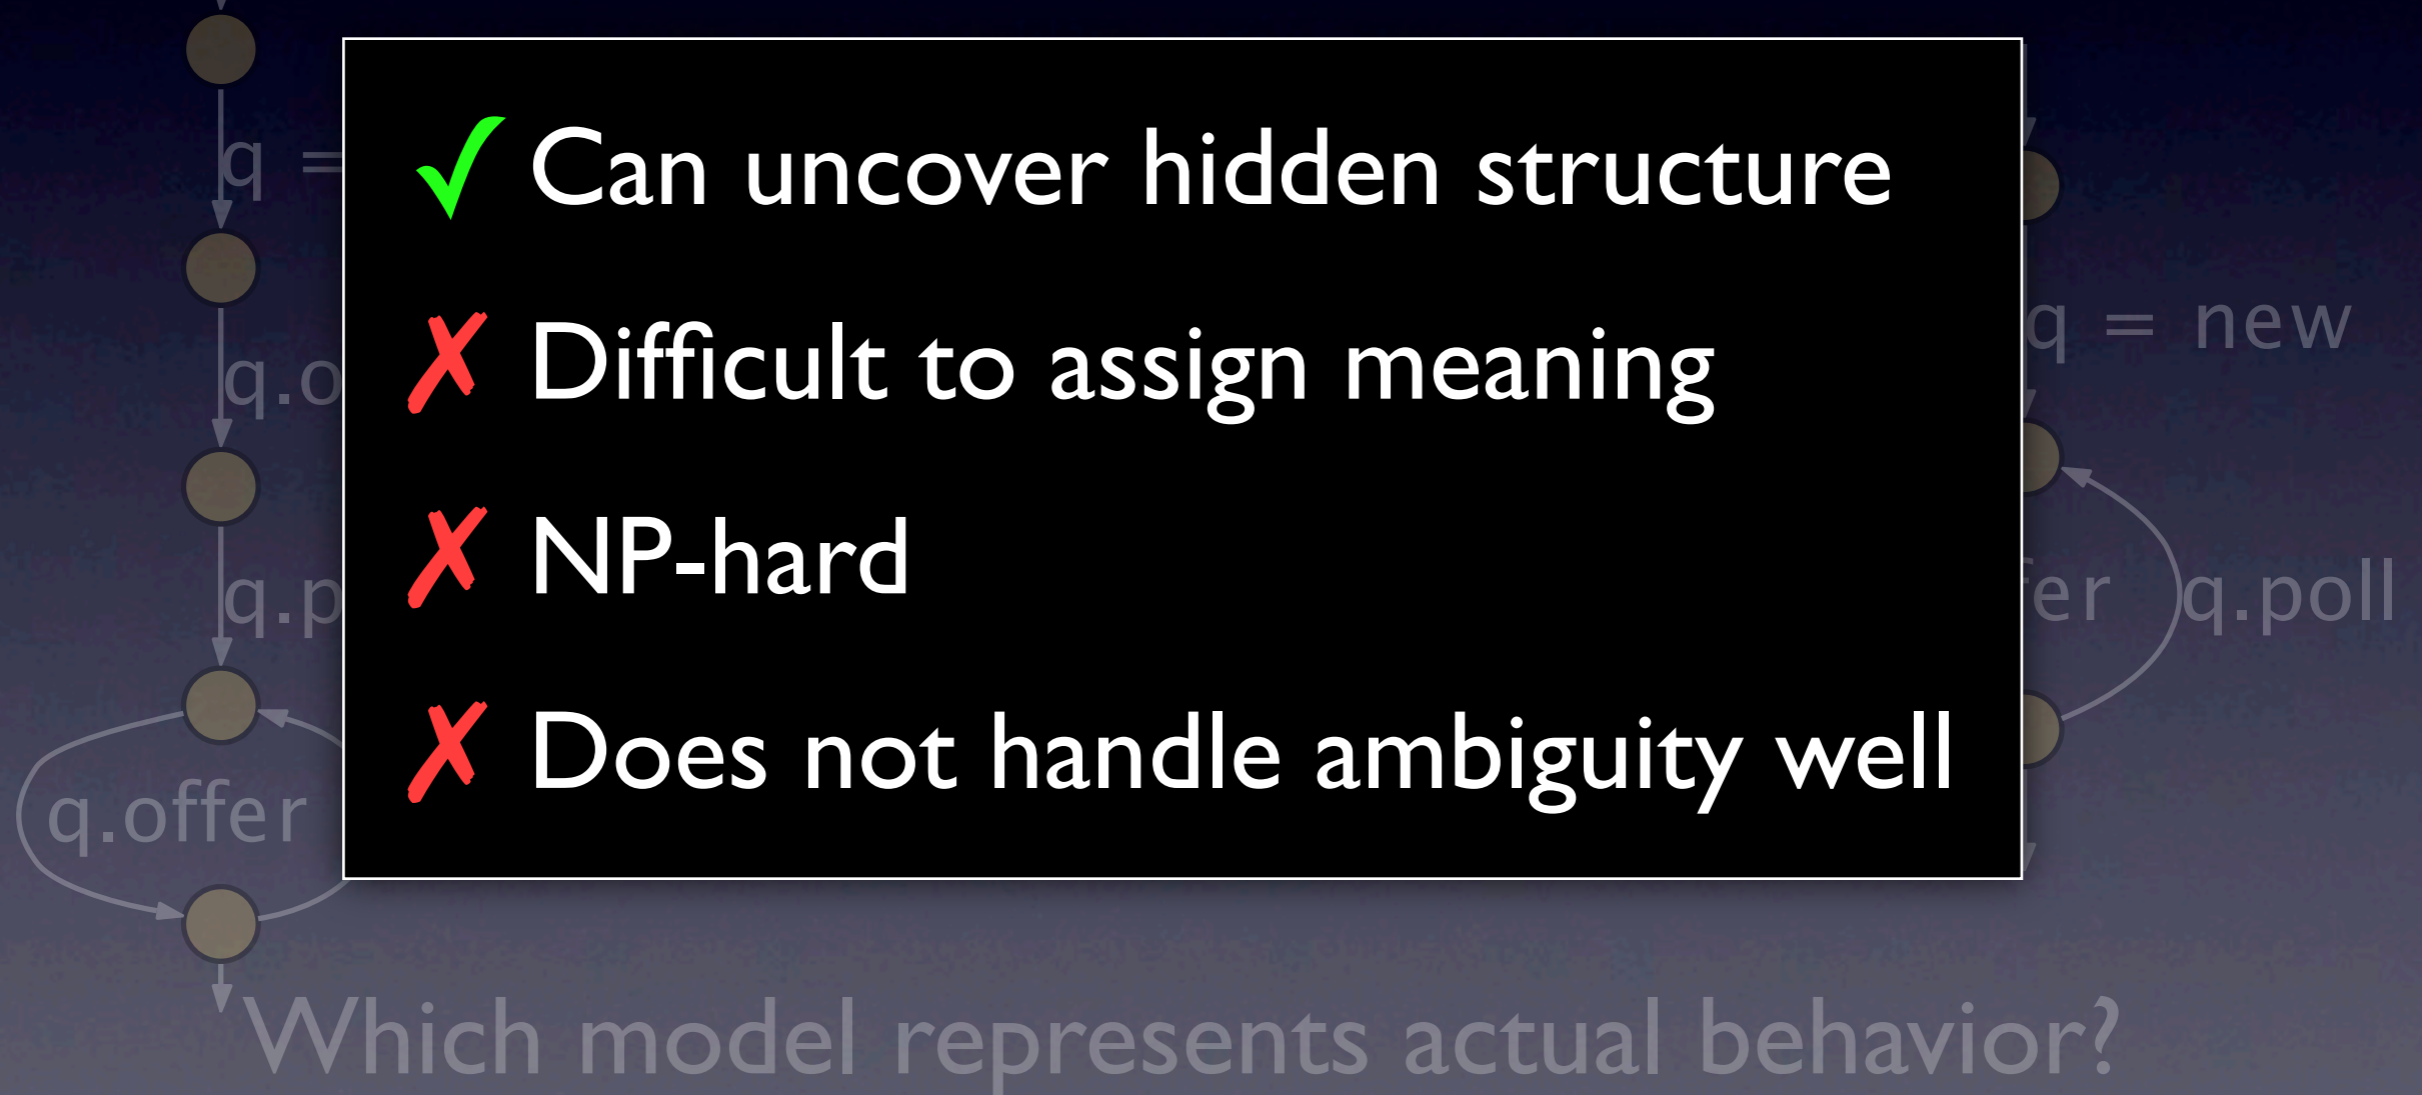 ✓ Can uncover hidden structure
✗ Difficult to assign meaning
✗ NP-hard
✗ Does not handle ambiguity well
q =
q.o
q.p
q.offer
q = new
fer
q.poll
Which model represents actual behavior?